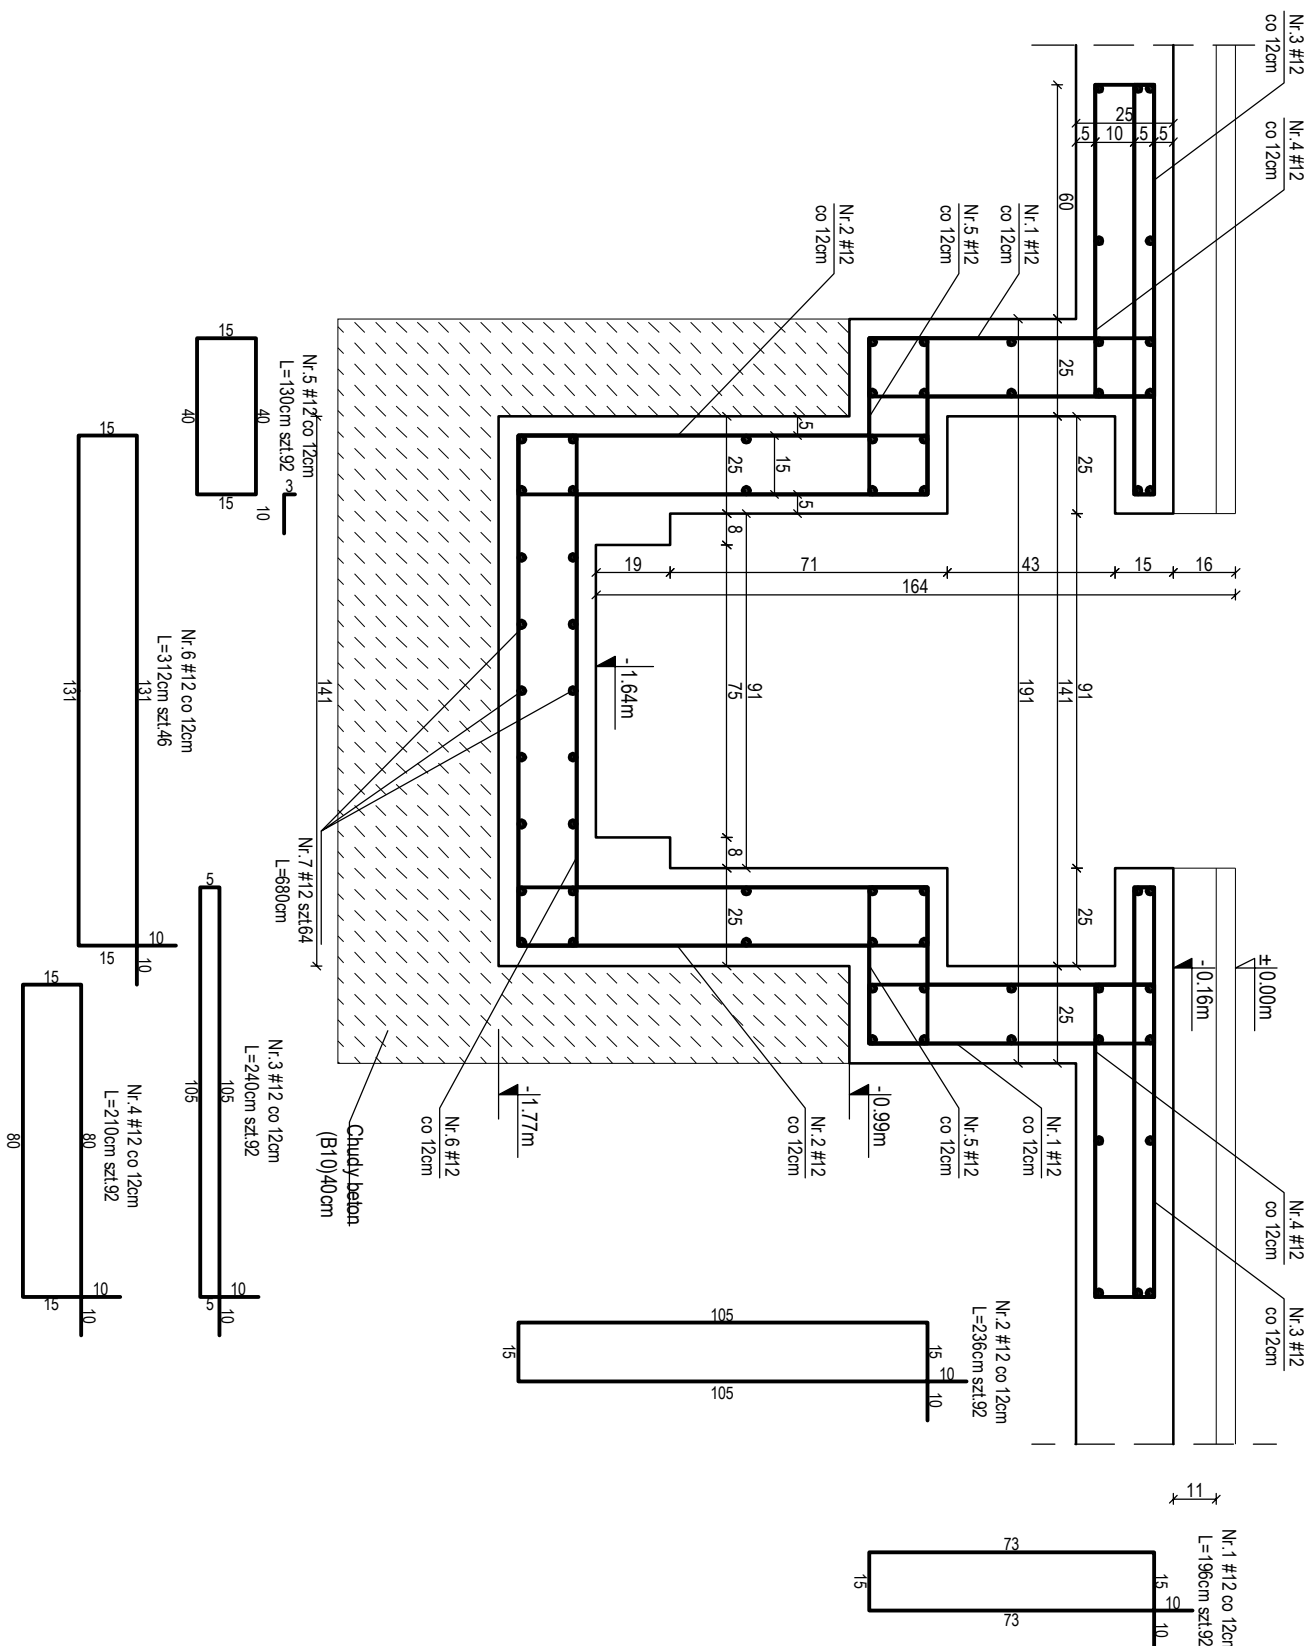 Nr.3 #12
co 12cm
Nr.4 #12
co 12cm
25
5
10
5
5
60
Nr.1 #12
co 12cm
Nr.5 #12
co 12cm
Nr.2 #12
co 12cm
25
25
5
25
15
5
8
19
71
43
15
16
164
141
-1.64m
75
91
191
141
91
8
25
25
25
±0.00m
-0.16m
-0.99m
-1.77m
Nr.7 #12 szt64
L=680cm
Chudy beton
(B10)40cm
Nr.6 #12
co 12cm
Nr.2 #12
co 12cm
Nr.5 #12
co 12cm
Nr.1 #12
co 12cm
Nr.4 #12
co 12cm
Nr.3 #12
co 12cm
11
Nr.5 #12 co 12cm
L=130cm szt.92
15
40
40
15
3
10
Nr.6 #12 co 12cm
L=312cm szt.46
15
131
131
15
10
10
Nr.3 #12 co 12cm
L=240cm szt.92
5
105
105
5
10
10
Nr.4 #12 co 12cm
L=210cm szt.92
15
80
80
15
10
10
Nr.2 #12 co 12cm
L=236cm szt.92
105
15
15
105
10
10
Nr.1 #12 co 12cm
L=196cm szt.92
73
15
15
73
10
10